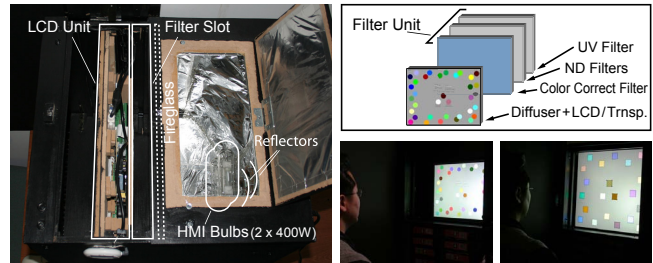 LCD Unit
Filter Slot
Fireglass
Reflectors
HMI Bulbs (2 x 400W)
Filter Unit
UV Filter
ND Filters
Color Correct Filter
Diffuser+LCD/Trnsp.